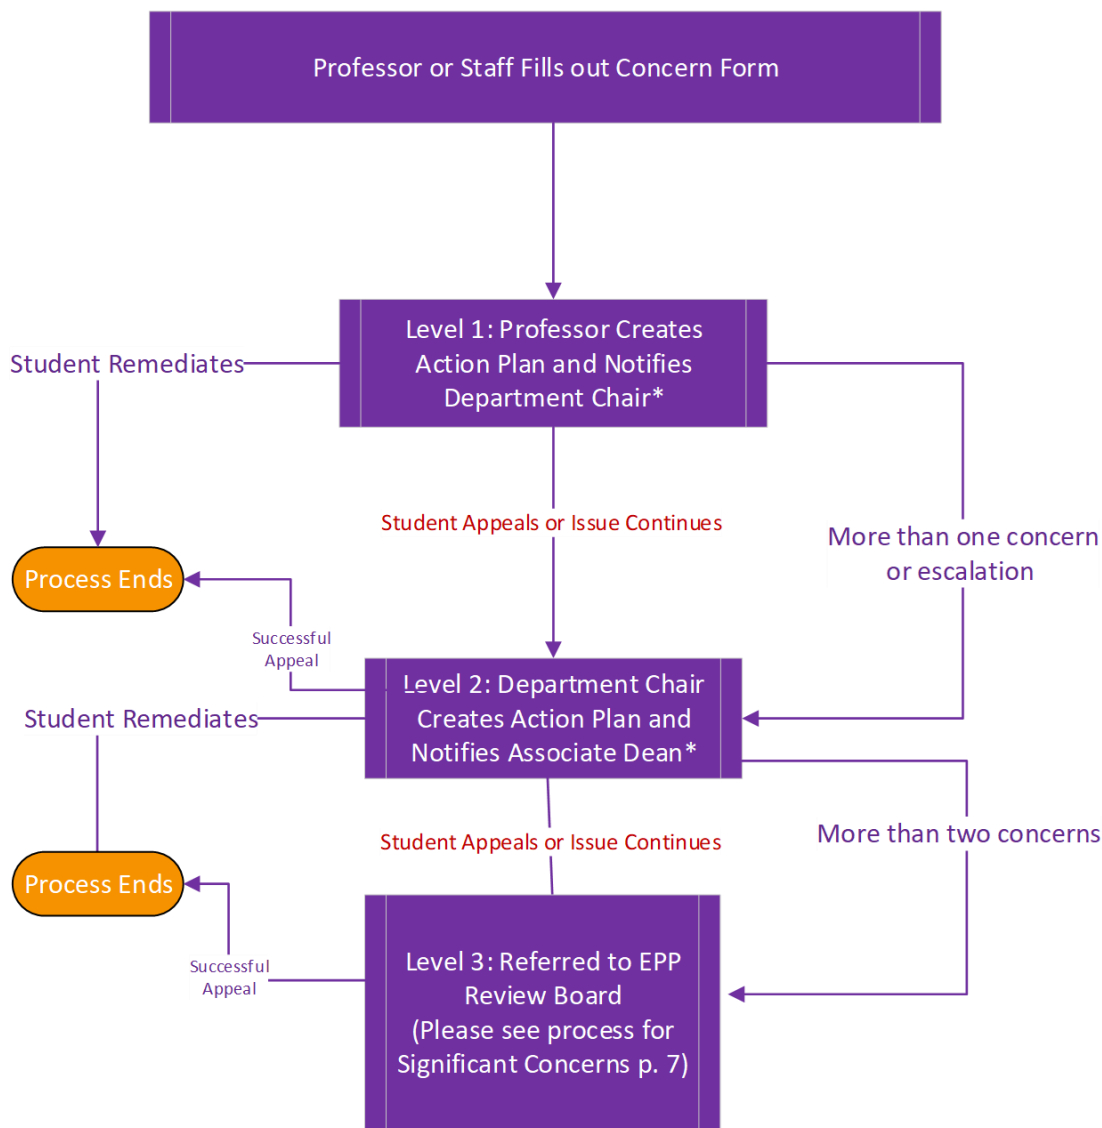 Professor or Staff Fills out Concern Form
Level 1: Professor Creates
Action Plan and Notifies
Department Chair*
Student Remediates
Student Appeals or Issue Continues
More than one concern
or escalation
Process Ends
Successful
Appeal
Level 2: Department Chair
Creates Action Plan and
Notifies Associate Dean*
Student Remediates
Student Appeals or Issue Continues
More than two concerns
Process Ends
Successful
Appeal
Level 3: Referred to EPP
Review Board
(Please see process for
Significant Concerns p. 7)